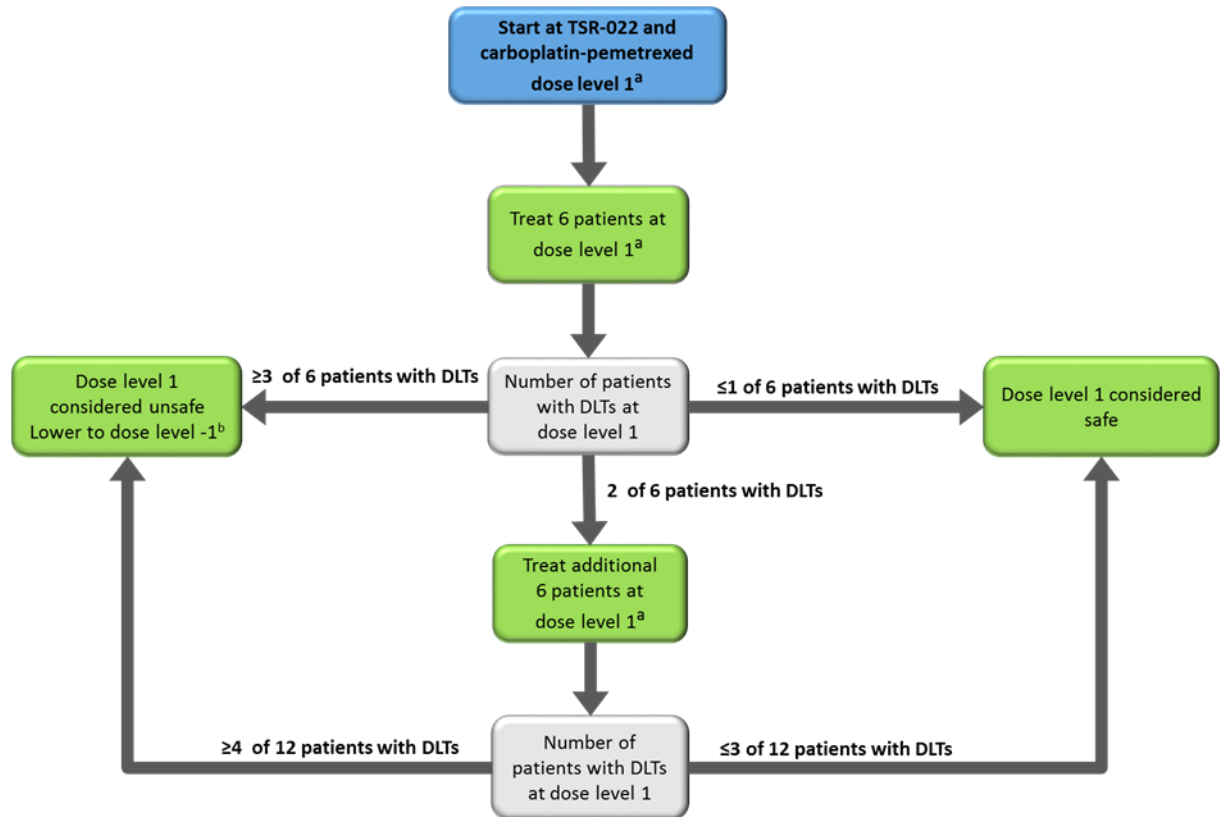 Start at TSR-022 and
carboplatin-pemetrexed
dose level 1a
Treat 6 patients at
dose level 1a
Dose level 1
considered unsafe
Lower to dose level -1b
≥3 of 6 patients with DLTs
Number of patients
with DLTs at
dose level 1
≤1 of 6 patients with DLTs
Dose level 1 considered
safe
2 of 6 patients with DLTs
Treat additional
6 patients at
dose level 1a
≥4 of 12 patients with DLTs
Number of
patients with DLTs
at dose level 1
≤3 of 12 patients with DLTs